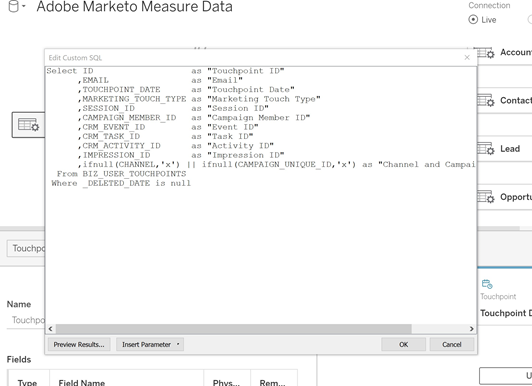 Adobe Marketo Measure Data
Connection
Live
Edit Custom SQL
Select ID as "Touchpoint ID"
,EMAIL as "Email"
,TOUCHPOINT_DATE as "Touchpoint Date"
,MARKETING_TOUCH_TYPE as "Marketing Touch Type"
,SESSION_ID as "Session ID"
,CAMPAIGN_MEMBER_ID as "Campaign Member ID"
,CRM_EVENT_ID as "Event ID"
,CRM_TASK_ID as "Task ID"
,CRM_ACTIVITY_ID as "Activity ID"
,IMPRESSION_ID as "Impression ID"
,ifnull(CHANNEL,'x') || ifnull(CAMPAIGN_UNIQUE_ID,'x') as "Channel and Campai
From BIZ_USER_TOUCHPOINTS
Where _DELETED_DATE is null
Account
Contact
Lead
Opportu
Touchpo
Touchpoint
Touchpoint D
Name
Touchpo
Preview Results...
Insert Parameter
OK
Cancel
Fields
Type
Field Name
Phys...
Rem...
U